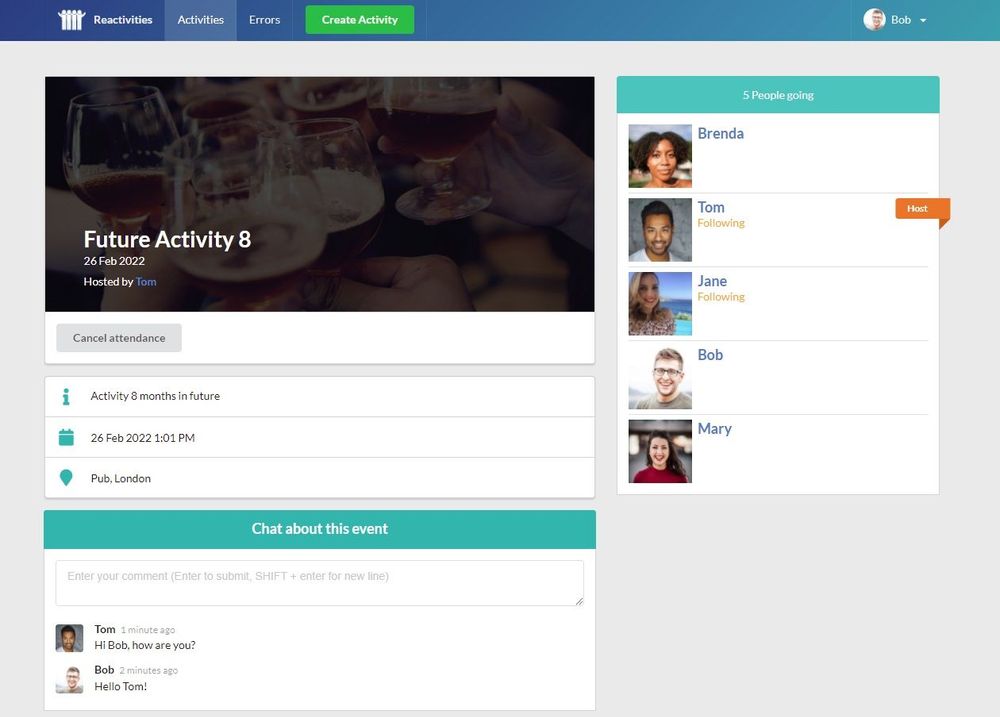 Reactivities
Activities
Errors
Create Activity
Bob
Future Activity 8
26 Feb 2022
Hosted by Tom
Cancel attendance
Activity 8 months in future
26 Feb 2022 1:01 PM
Pub, London
Chat about this event
Enter your comment (Enter to submit, SHIFT + enter for new line)
Tom 1 minute ago
Hi Bob, how are you?
Bob 2 minutes ago
Hello Tom!
5 People going
Brenda
Tom
Host
Following
Jane
Following
Bob
Mary